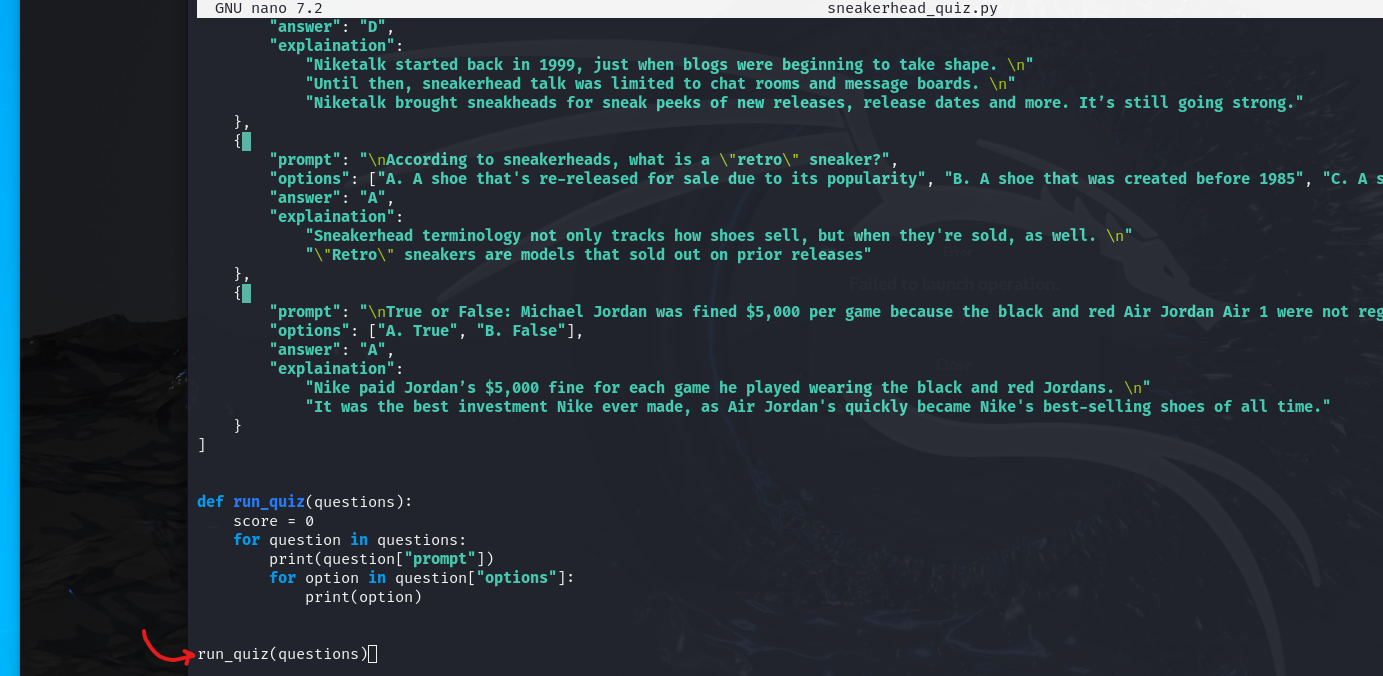 GNU nano 7.2 sneakerhead_quiz.py
"answer": "D",
"explaination":
"Niketalk started back in 1999, just when blogs were beginning to take shape. \n"
"Until then, sneakerhead talk was limited to chat rooms and message boards. \n"
"Niketalk brought sneakheads for sneak peeks of new releases, release dates and more. It’s still going strong."
},
{
"prompt": "\nAccording to sneakerheads, what is a \"retro\" sneaker?",
"options": ["A. A shoe that's re-released for sale due to its popularity", "B. A shoe that was created before 1985", "C. A s
"answer": "A",
"explaination":
"Sneakerhead terminology not only tracks how shoes sell, but when they're sold, as well. \n"
"\"Retro\" sneakers are models that sold out on prior releases"
Error
},
Failed to launch operation.
{
"prompt": "\nTrue or False: Michael Jordan was fined $5,000 per game because the black and red Air Jordan Air 1 were not reg
"options": ["A. True", "B. False"],
"answer": "A",
"explaination":
"Nike paid Jordan’s $5,000 fine for each game he played wearing the black and red Jordans. \n"
"It was the best investment Nike ever made, as Air Jordan's quickly became Nike's best-selling shoes of all time."
}
]
def run_quiz(questions):
score = 0
for question in questions:
print(question["prompt"])
for option in question["options"]:
print(option)
run_quiz(questions)